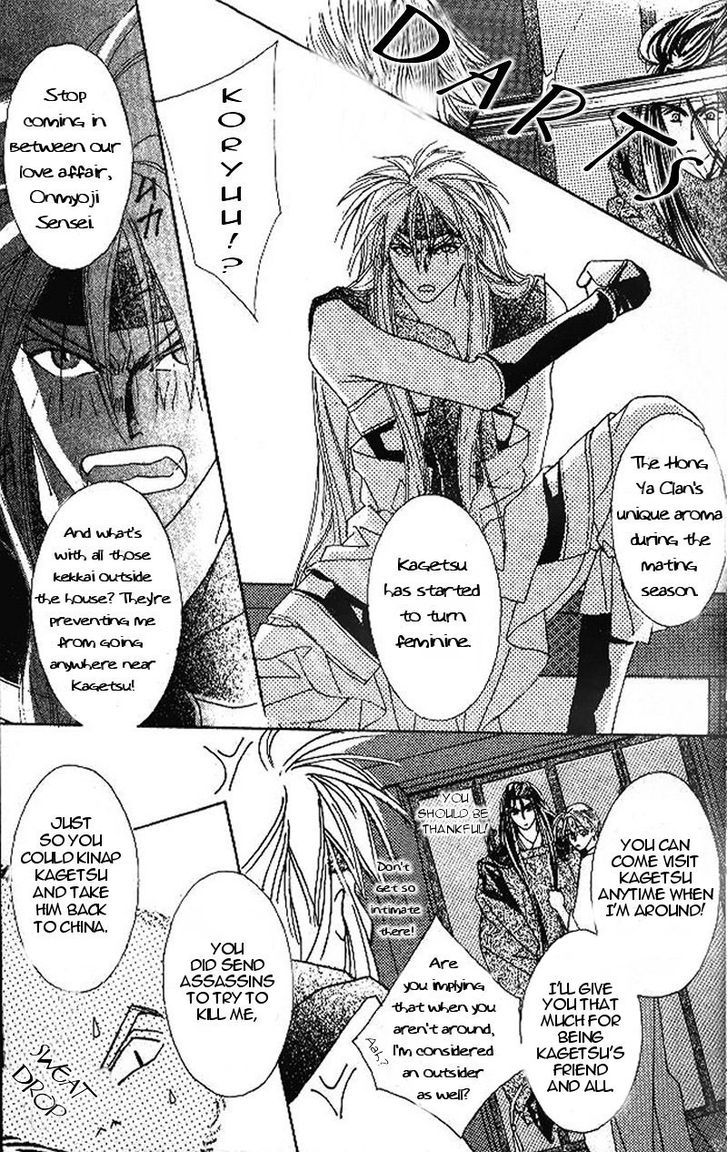 DARTS
KORYUU!?
The Hong
Ya Clan's
unique aroma
during the
mating
season.
Kagetsu
has started
to turn
feminine.
Stop
coming in
between our
love affair,
Onmyoji
Sensei.
And what's
with all those
kekkai outside
the house? They're
preventing me
from going
anywhere near
Kagetsu!
YOU CAN
COME VISIT
KAGETSU
ANYTIME WHEN
I'M AROUND!
I'LL GIVE
YOU THAT
MUCH FOR
BEING
KAGETSU'S
FRIEND
AND ALL.
YOU
SHOULD BE
THANKFUL!
Don't
get so
intimate
there!
Are
you implying
that when you
aren't around,
I'm considered
an outsider
as well?
Aah?
YOU
DID SEND
ASSASSINS
TO TRY TO
KILL ME,
JUST
SO YOU
COULD KINAP
KAGETSU
AND TAKE
HIM BACK
TO CHINA.
SWEAT
DROP